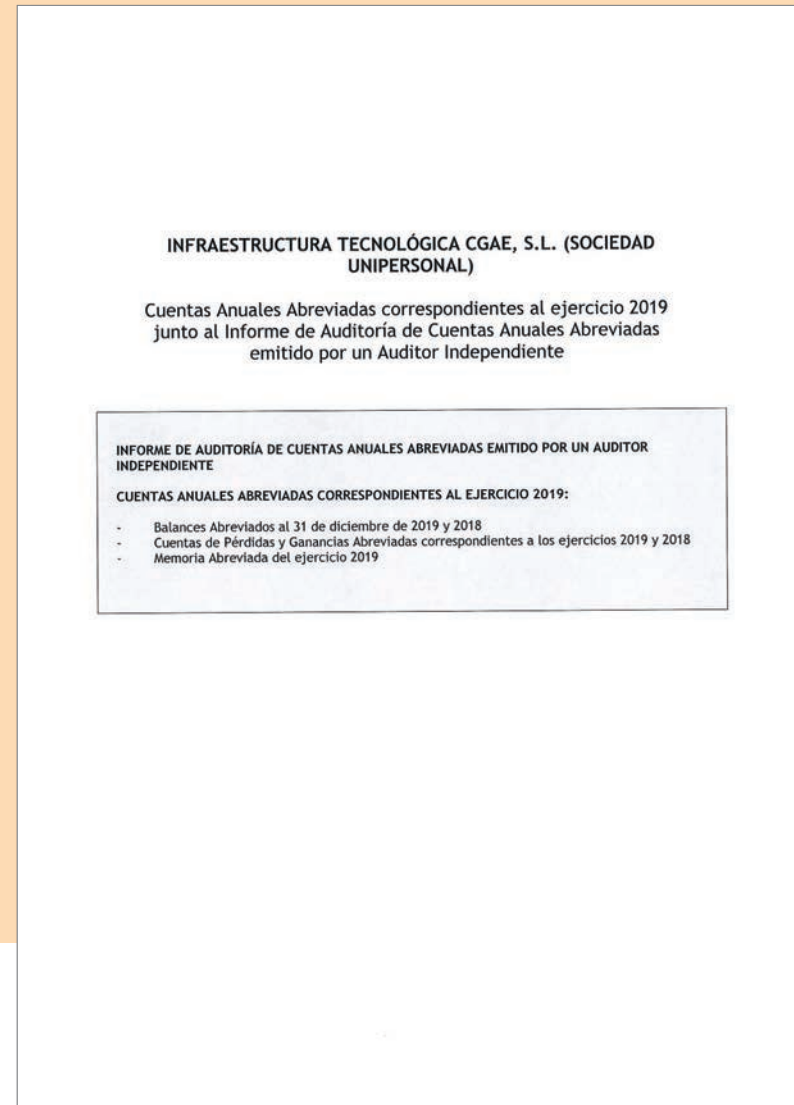 INFRAESTRUCTURA TECNOLÓGICA CGAE, S.L. (SOCIEDAD
UNIPERSONAL)
Cuentas Anuales Abreviadas correspondientes al ejercicio 2019
junto al Informe de Auditoría de Cuentas Anuales Abreviadas
emitido por un Auditor Independiente
INFORME DE AUDITORÍA DE CUENTAS ANUALES ABREVIADAS EMITIDO POR UN AUDITOR
INDEPENDIENTE
CUENTAS ANUALES ABREVIADAS CORRESPONDIENTES AL EJERCICIO 2019:
- Balances Abreviados al 31 de diciembre de 2019 y 2018
- Cuentas de Pérdidas y Ganancias Abreviadas correspondientes a los ejercicios 2019 y 2018
- Memoria Abreviada del ejercicio 2019